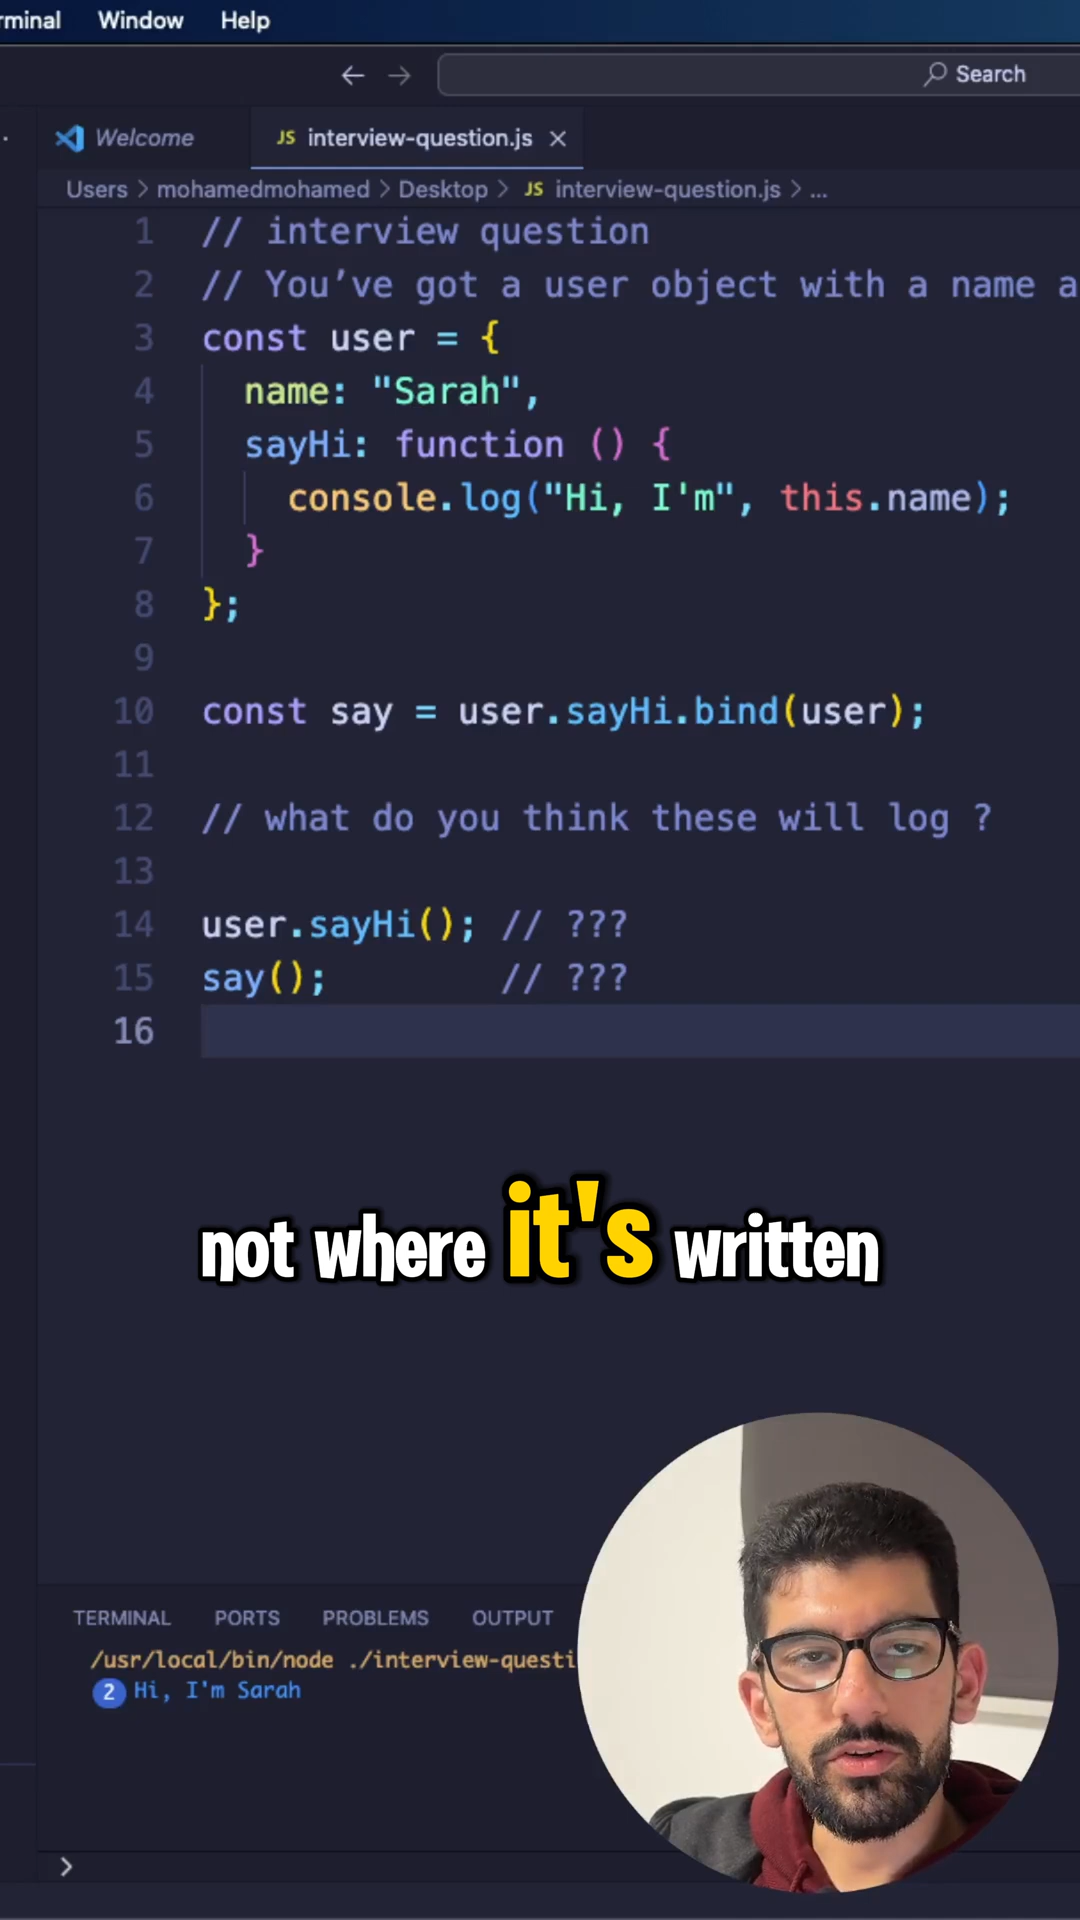 rminal Window Help
Search
Welcome JS interview-question.js
Users > mohamedmohamed > Desktop > JS interview-question.js > ...
1 // interview question
2 // You’ve got a user object with a name a
3 const user = {
4 name: "Sarah",
5 sayHi: function () {
6 console.log("Hi, I'm", this.name);
7 }
8 };
9
10 const say = user.sayHi.bind(user);
11
12 // what do you think these will log ?
13
14 user.sayHi(); // ???
15 say(); // ???
16
not where it's written
TERMINAL PORTS PROBLEMS OUTPUT
/usr/local/bin/node ./interview-questi
2 Hi, I'm Sarah
>